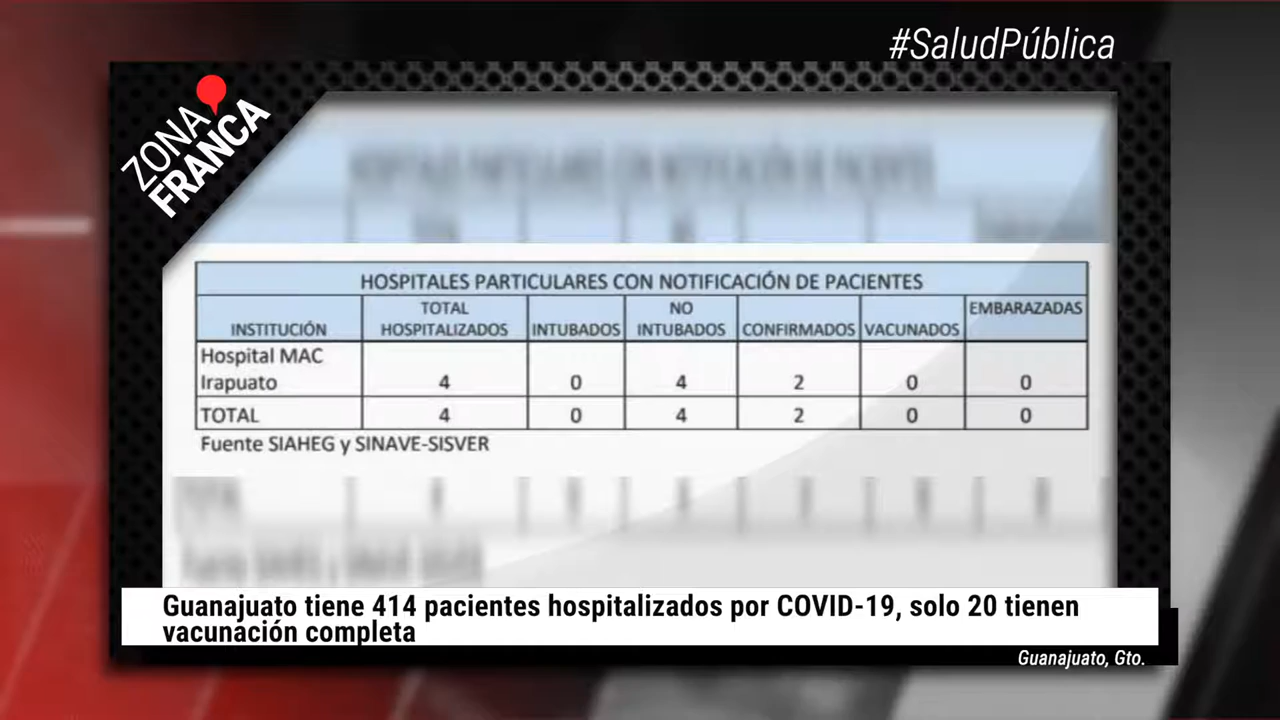 #SaludPública
ZONA
FRANCA
HOSPITALES PARTICULARES CON NOTIFICACIÓN DE PACIENTES
INSTITUCIÓN TOTAL HOSPITALIZADOS INTUBADOS NO INTUBADOS CONFIRMADOS VACUNADOS EMBARAZADAS
Hospital MAC
Irapuato 4 0 4 2 0 0
TOTAL 4 0 4 2 0 0
Fuente SIAHEG y SINAVE-SISVER
Guanajuato tiene 414 pacientes hospitalizados por COVID-19, solo 20 tienen
vacunación completa
Guanajuato, Gto.